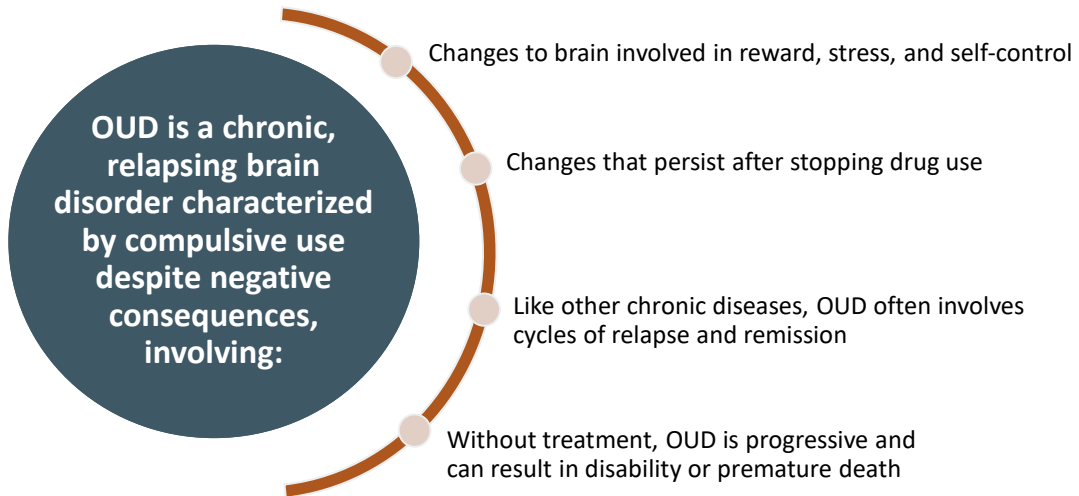 OUD is a chronic,
relapsing brain
disorder characterized
by compulsive use
despite negative
consequences,
involving:
Changes to brain involved in reward, stress, and self-control
Changes that persist after stopping drug use
Like other chronic diseases, OUD often involves
cycles of relapse and remission
Without treatment, OUD is progressive and
can result in disability or premature death